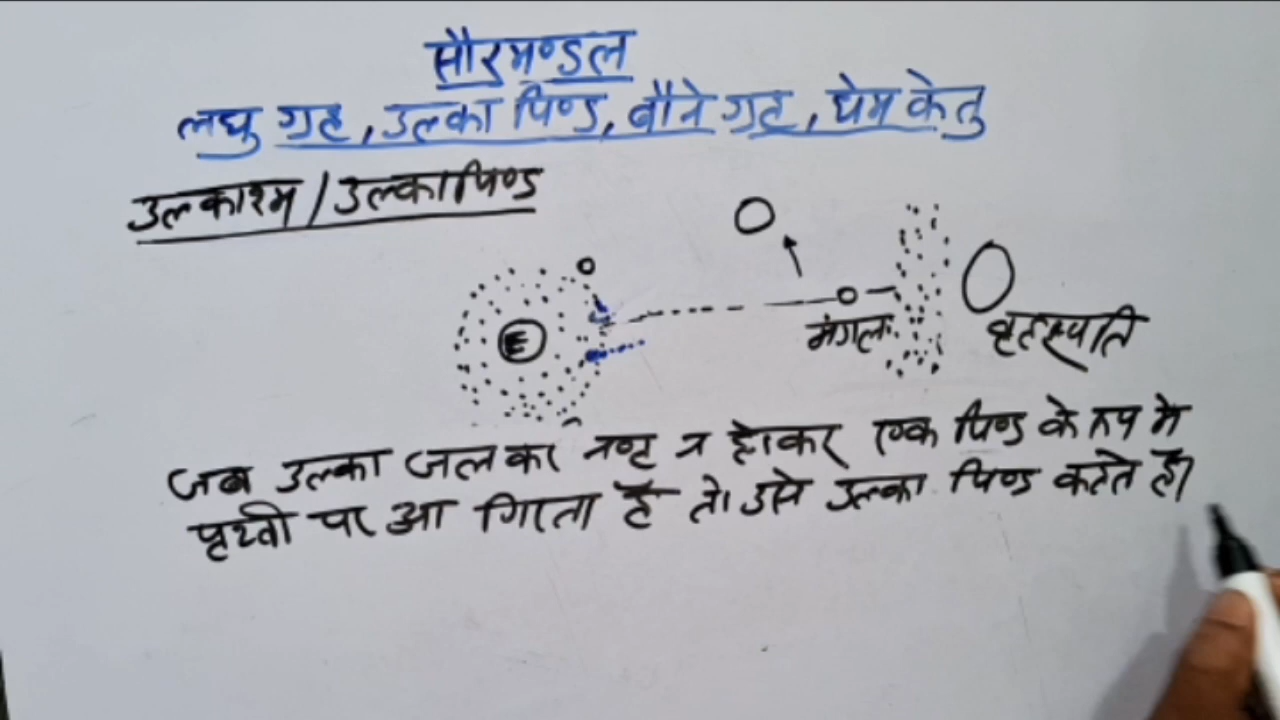 सौरमण्डल
लघु ग्रह, उल्का पिण्ड, बौने ग्रह, धेमकेतु
उल्काश्म/उल्कापिण्ड
E
मंगल
बृहस्पति
जब उल्का जलकर नष्ट न होकर एक पिण्ड के रूप मे
पृथ्वी पर आ गिरता है तो उसे उल्का पिण्ड कहते है।